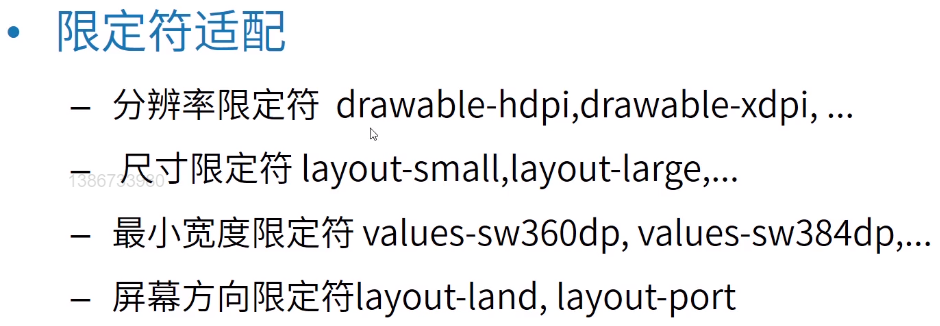 • 限定符适配
– 分辨率限定符 drawable-hdpi,drawable-xdpi, ...
– 尺寸限定符 layout-small,layout-large,...
1386733930
– 最小宽度限定符 values-sw360dp, values-sw384dp,...
– 屏幕方向限定符layout-land, layout-port